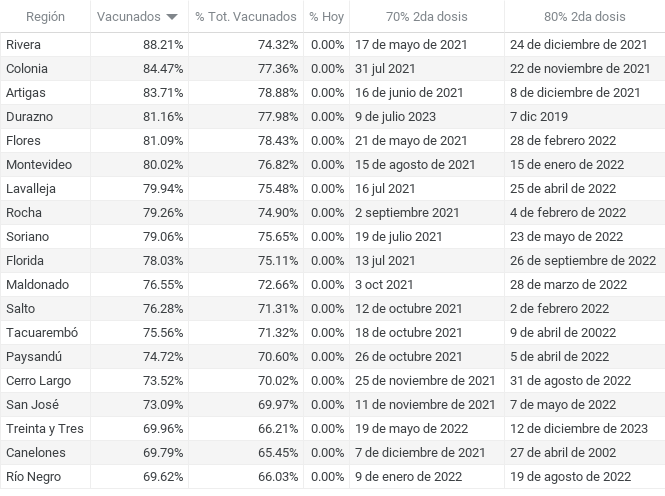 Región Vacunados % Tot. Vacunados % Hoy 70% 2da dosis 80% 2da dosis
Rivera 88.21% 74.32% 0.00% 17 de mayo de 2021 24 de diciembre de 2021
Colonia 84.47% 77.36% 0.00% 31 jul 2021 22 de noviembre de 2021
Artigas 83.71% 78.88% 0.00% 16 de junio de 2021 8 de diciembre de 2021
Durazno 81.16% 77.98% 0.00% 9 de julio 2023 7 dic 2019
Flores 81.09% 78.43% 0.00% 21 de mayo de 2021 28 de febrero 2022
Montevideo 80.02% 76.82% 0.00% 15 de agosto de 2021 15 de enero de 2022
Lavalleja 79.94% 75.48% 0.00% 16 jul 2021 25 de abril de 2022
Rocha 79.26% 74.90% 0.00% 2 septiembre 2021 4 de febrero de 2022
Soriano 79.06% 75.65% 0.00% 19 de julio 2021 23 de mayo de 2022
Florida 78.03% 75.11% 0.00% 13 jul 2021 26 de septiembre de 2022
Maldonado 76.55% 72.66% 0.00% 3 oct 2021 28 de marzo de 2022
Salto 76.28% 71.31% 0.00% 12 de octubre 2021 2 de febrero 2022
Tacuarembó 75.56% 71.32% 0.00% 18 de octubre 2021 9 de abril de 20022
Paysandú 74.72% 70.60% 0.00% 26 de octubre 2021 5 de abril de 2022
Cerro Largo 73.52% 70.02% 0.00% 25 de noviembre de 2021 31 de agosto de 2022
San José 73.09% 69.97% 0.00% 11 de noviembre de 2021 7 de mayo de 2022
Treinta y Tres 69.96% 66.21% 0.00% 19 de mayo de 2022 12 de diciembre de 2023
Canelones 69.79% 65.45% 0.00% 7 de diciembre de 2021 27 de abril de 2002
Río Negro 69.62% 66.03% 0.00% 9 de enero de 2022 19 de agosto de 2022